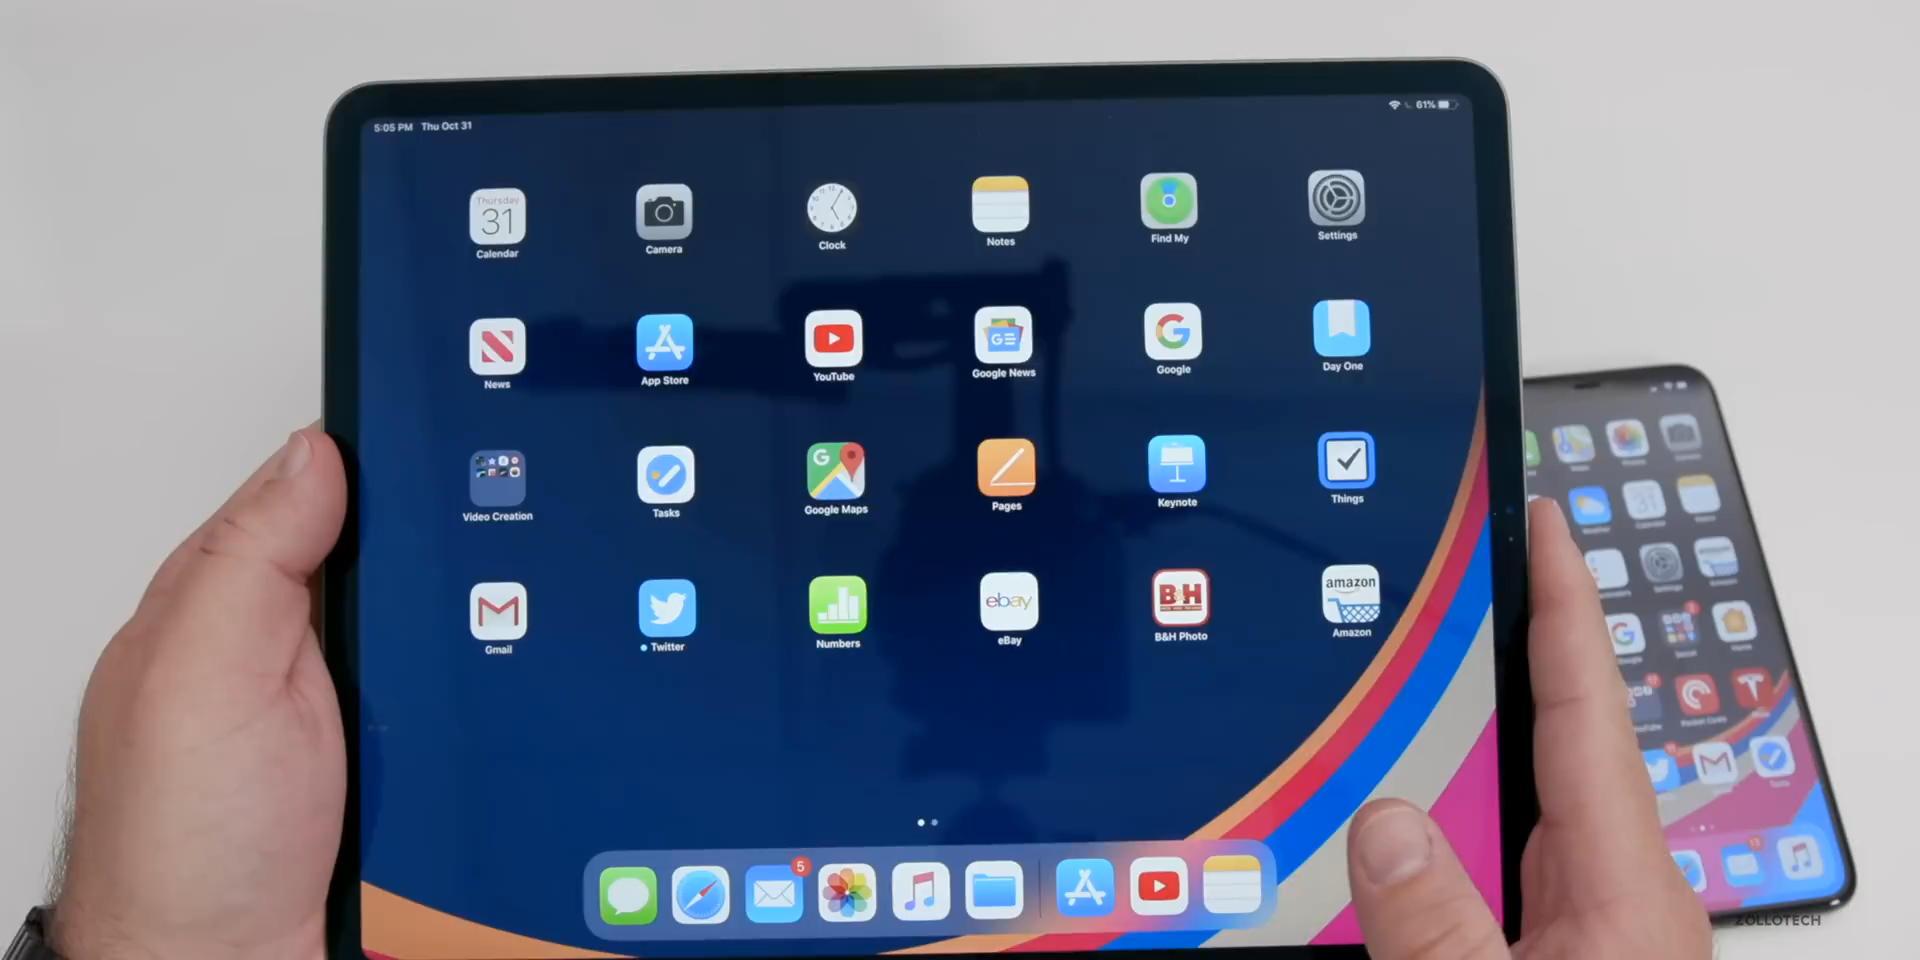 5:05 PM Thu Oct 31
61%
Thursday
31
Calendar
Camera
Clock
Notes
Find My
Settings
News
App Store
YouTube
GE
Google News
G
Google
Day One
Video Creation
Tasks
G
Google Maps
Pages
Keynote
Things
Gmail
Twitter
Numbers
ebay
eBay
B&H
B&H Photo
amazon
Amazon
5
ZOLLOTECH